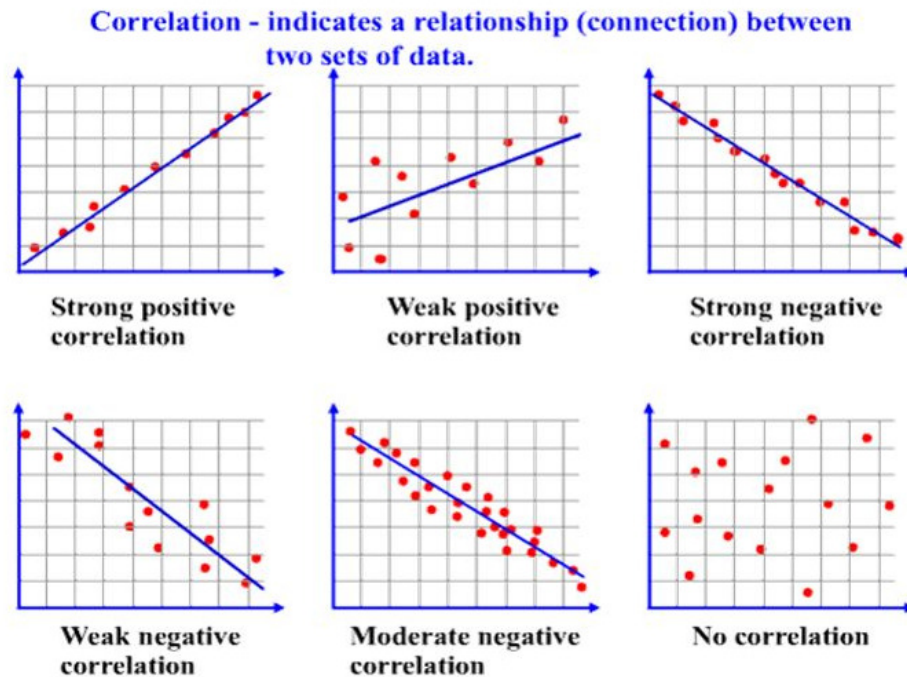 Correlation - indicates a relationship (connection) between
two sets of data.
Strong positive
correlation
Weak positive
correlation
Strong negative
correlation
Weak negative
correlation
Moderate negative
correlation
No correlation